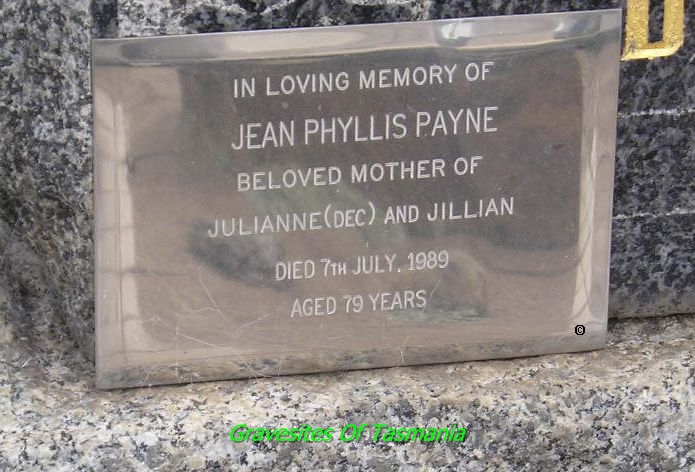 D
IN LOVING MEMORY OF
JEAN PHYLLIS PAYNE
BELOVED MOTHER OF
JULIANNE (DEC) AND JILLIAN
DIED 7TH JULY, 1989
AGED 79 YEARS
©
Gravesites Of Tasmania